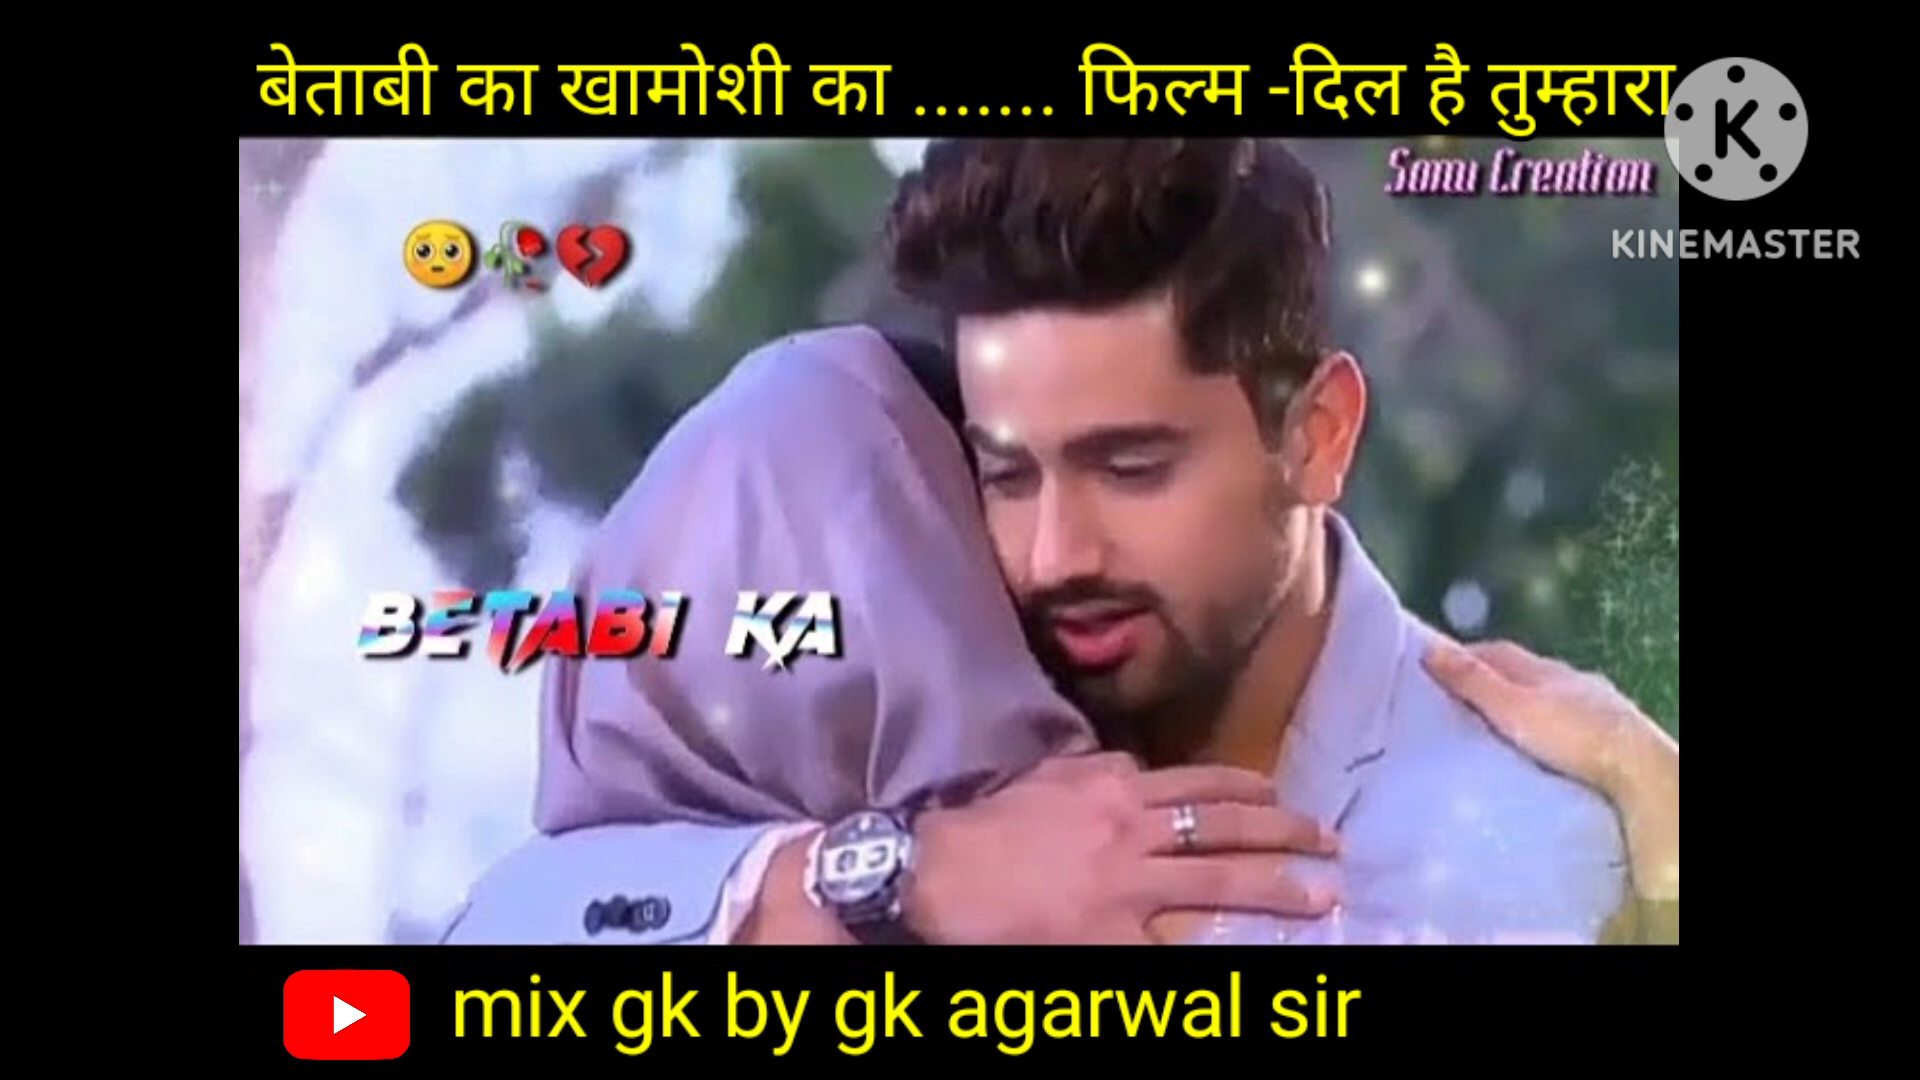 बेताबी का खामोशी का ....... फिल्म -दिल है तुम्हारा
Sonu Creation
K
KINEMASTER
BETABI KA
mix gk by gk agarwal sir